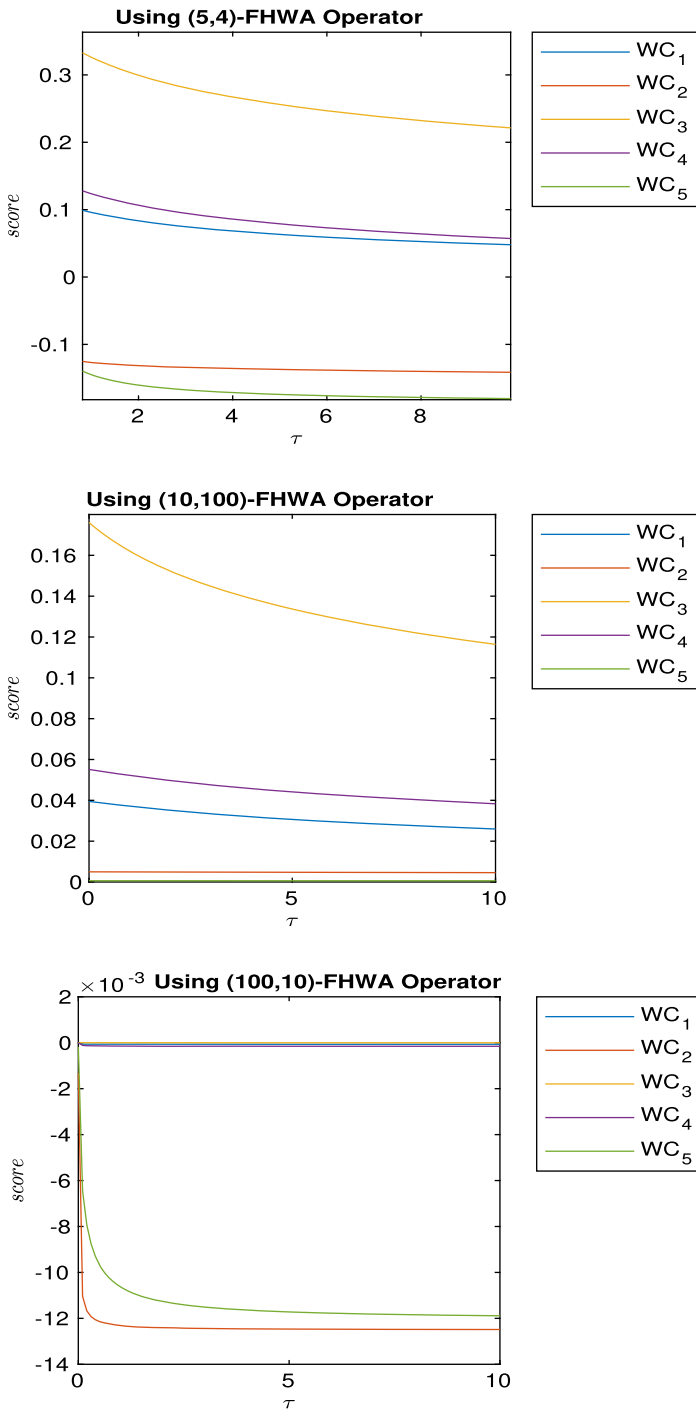 Using (5,4)-FHWA Operator
0.3
0.2
0.1
0
-0.1
score
2
4
6
8
τ
WC1
WC2
WC3
WC4
WC5
Using (10,100)-FHWA Operator
0.16
0.14
0.12
0.1
0.08
0.06
0.04
0.02
0
score
0
5
10
τ
WC1
WC2
WC3
WC4
WC5
×10-3
Using (100,10)-FHWA Operator
2
0
-2
-4
-6
-8
-10
-12
-14
score
0
5
10
τ
WC1
WC2
WC3
WC4
WC5